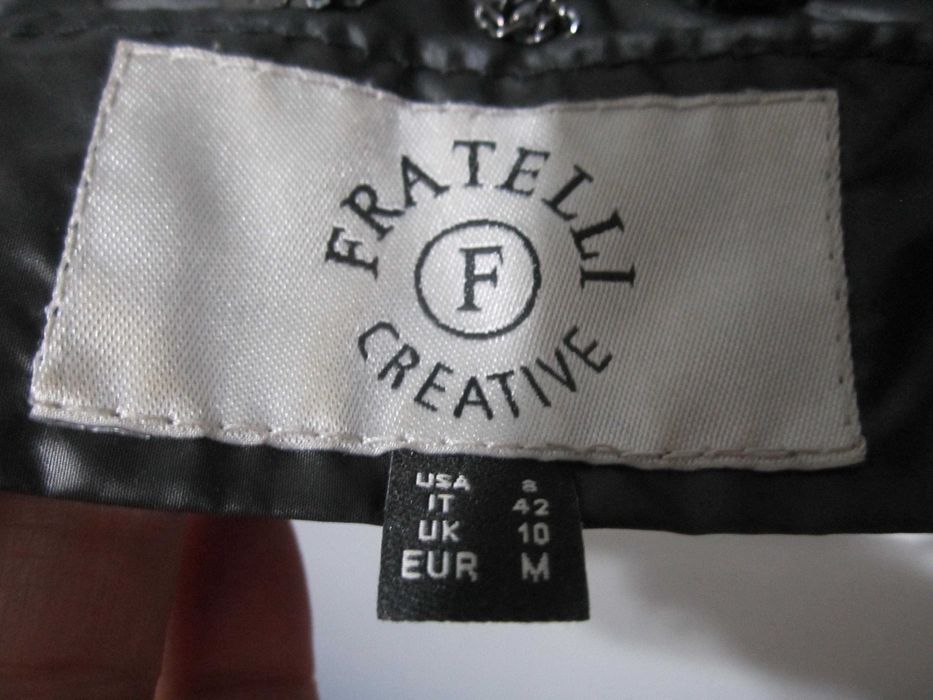 FRATELLI
F
CREATIVE
USA 8
IT 42
UK 10
EUR M